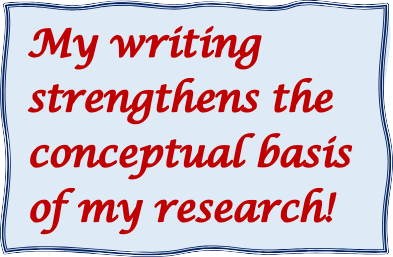 My writing
strengthens the
conceptual basis
of my research!